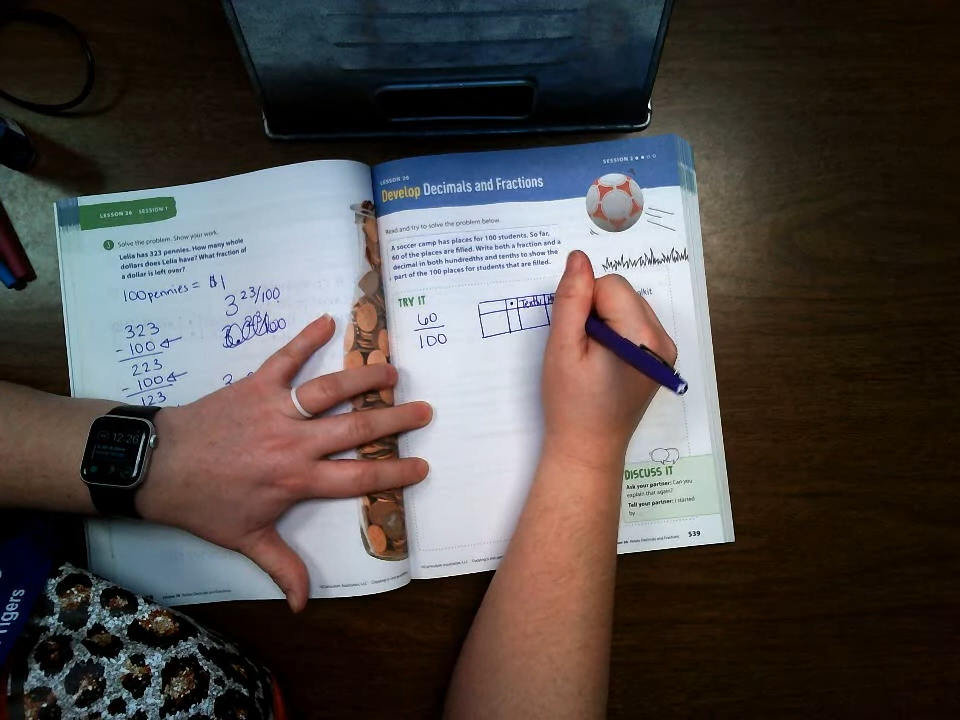 LESSON 26 SESSION 1
3 Solve the problem. Show your work.
Lelia has 323 pennies. How many whole
dollars does Lelia have? What fraction of
a dollar is left over?
100 pennies = $1
3 23/100
323
- 100
223
- 100
123
LESSON 26
Develop Decimals and Fractions
SESSION 2
Read and try to solve the problem below.
A soccer camp has places for 100 students. So far,
60 of the places are filled. Write both a fraction and a
decimal in both hundredths and tenths to show the
part of the 100 places for students that are filled.
TRY IT
60
100
DISCUSS IT
Ask your partner: Can you
explain that again?
Tell your partner: I started
by
539
12:26
Tigers